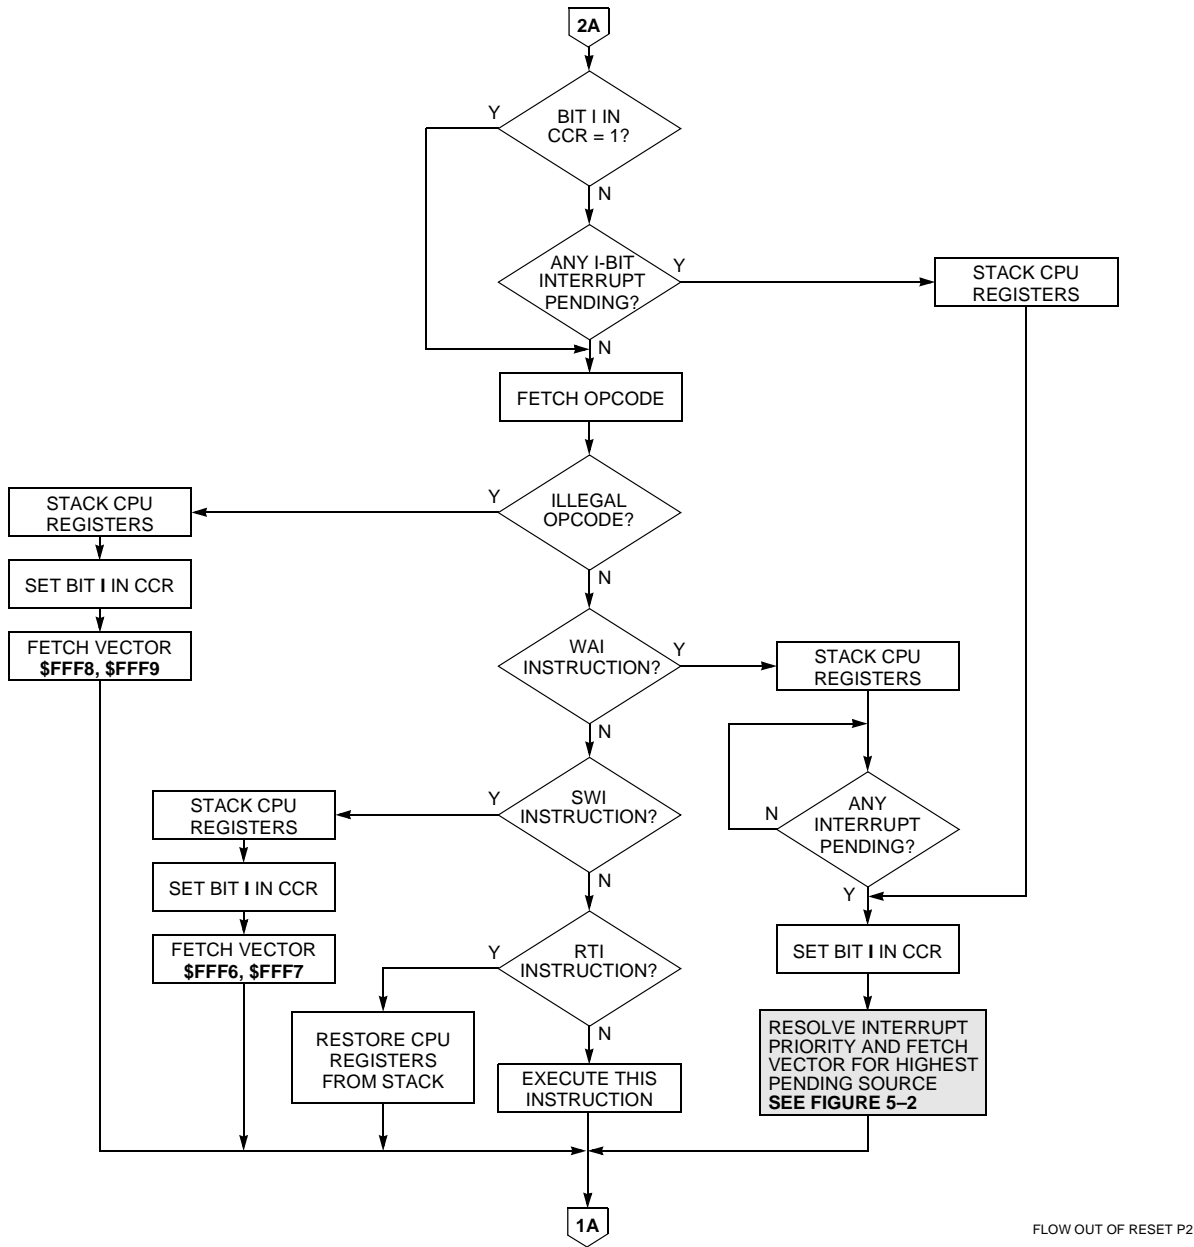 2A
BIT I IN
CCR = 1?
Y
N
ANY I-BIT
INTERRUPT
PENDING?
Y
N
STACK CPU
REGISTERS
FETCH OPCODE
ILLEGAL
OPCODE?
Y
N
STACK CPU
REGISTERS
SET BIT I IN CCR
FETCH VECTOR
$FFF8, $FFF9
WAI
INSTRUCTION?
Y
N
STACK CPU
REGISTERS
ANY
INTERRUPT
PENDING?
N
Y
SWI
INSTRUCTION?
Y
N
STACK CPU
REGISTERS
SET BIT I IN CCR
FETCH VECTOR
$FFF6, $FFF7
RTI
INSTRUCTION?
Y
N
RESTORE CPU
REGISTERS
FROM STACK
EXECUTE THIS
INSTRUCTION
SET BIT I IN CCR
RESOLVE INTERRUPT
PRIORITY AND FETCH
VECTOR FOR HIGHEST
PENDING SOURCE
SEE FIGURE 5–2
1A
FLOW OUT OF RESET P2